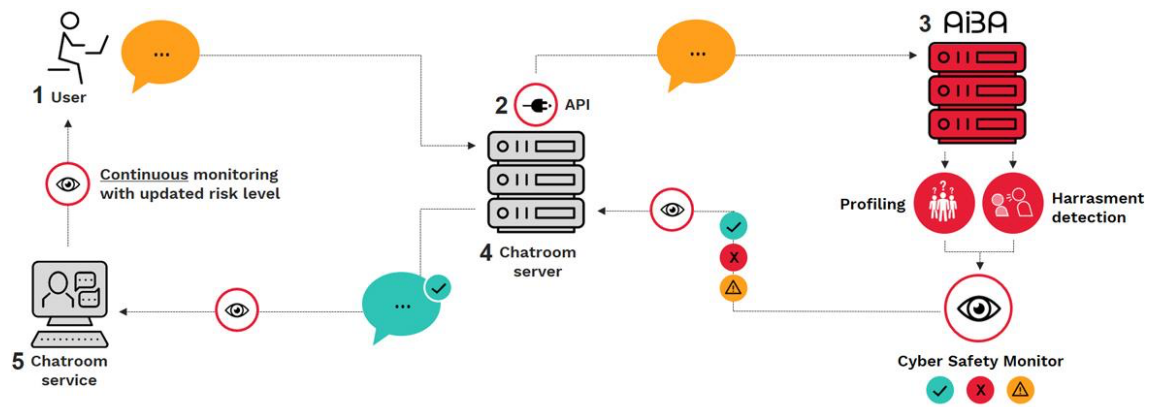 3 AiBA
...
...
1 User
2 API
Continuous monitoring
with updated risk level
Profiling
Harrasment
detection
4 Chatroom
server
...
5 Chatroom
service
Cyber Safety Monitor